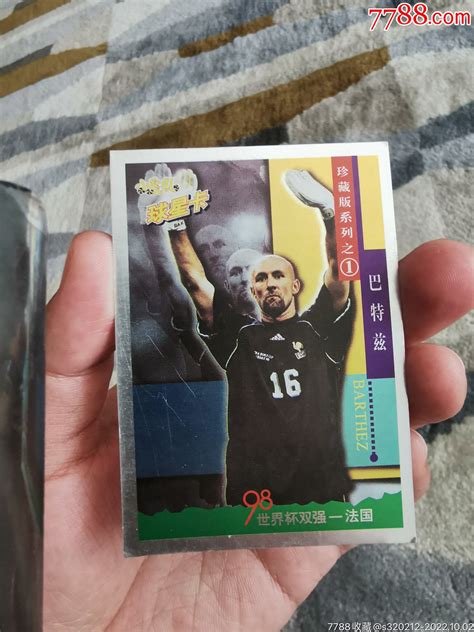 7788.com
球星卡
珍藏版系列之①
巴特兹
BARTHEZ
16
98
世界杯双强—法国
7788收藏@s320212-2022.10.02